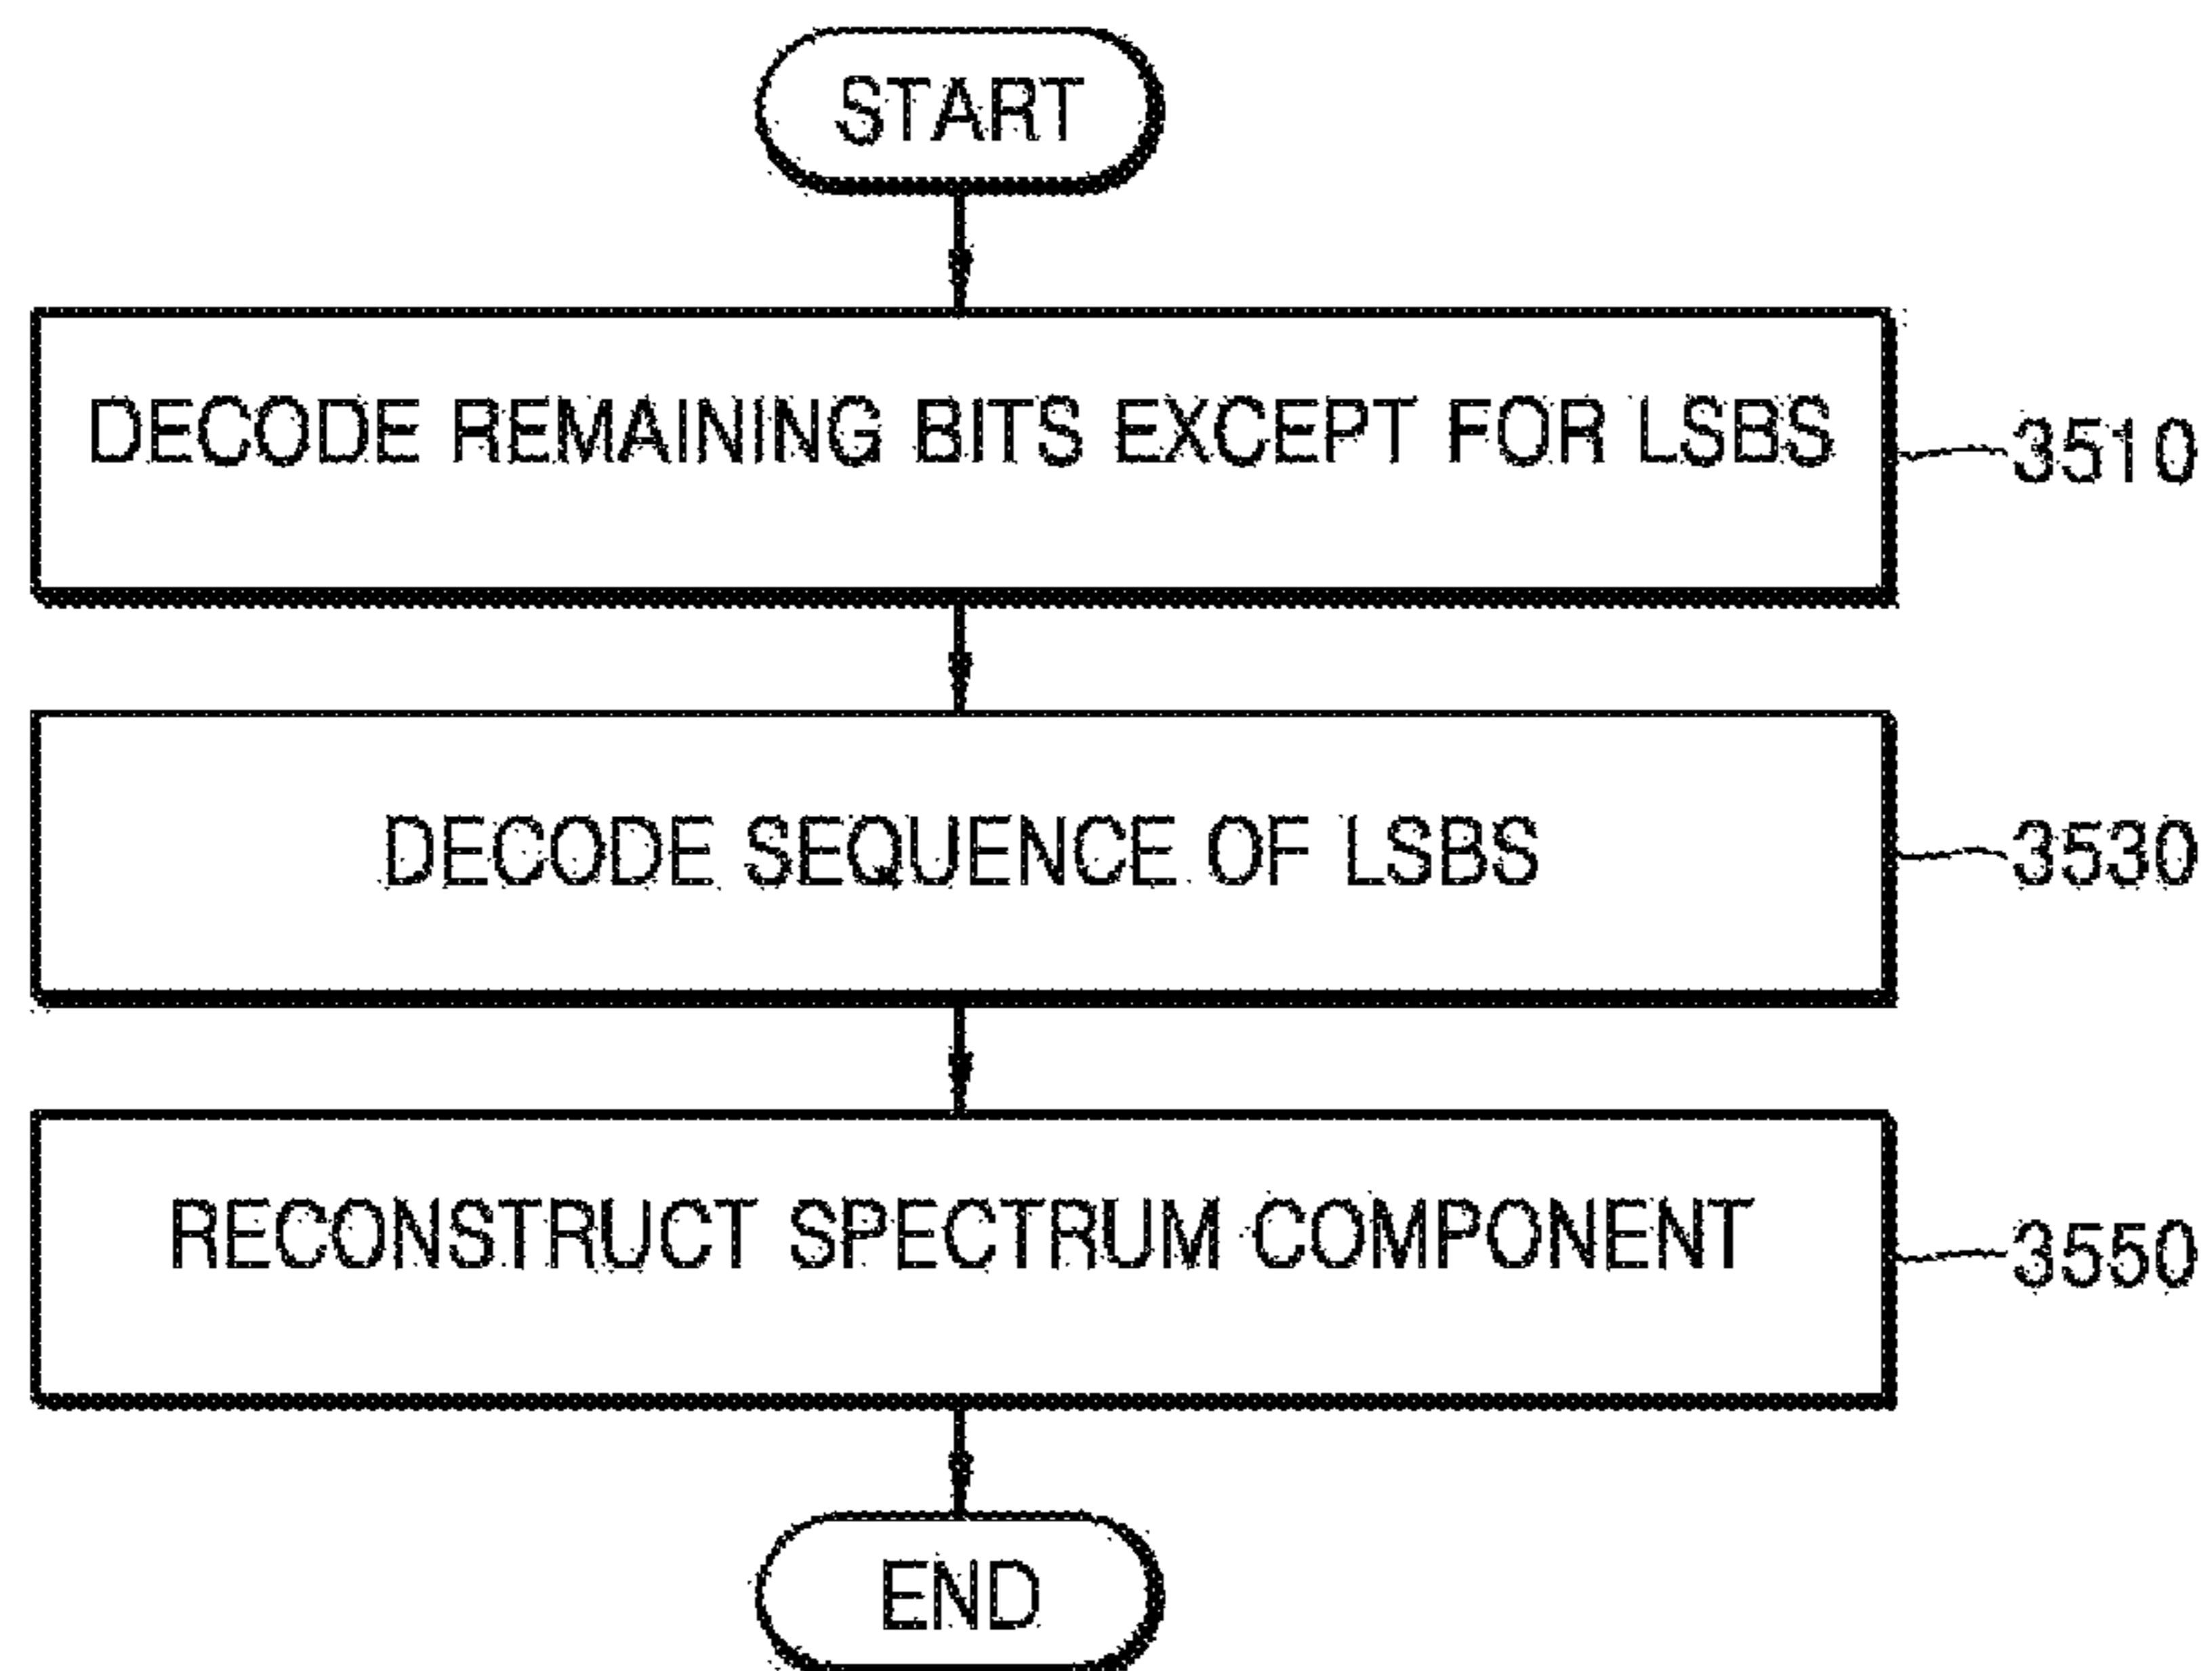 START
DECODE REMAINING BITS EXCEPT FOR LSBS
3510
DECODE SEQUENCE OF LSBS
3530
RECONSTRUCT SPECTRUM COMPONENT
3550
END